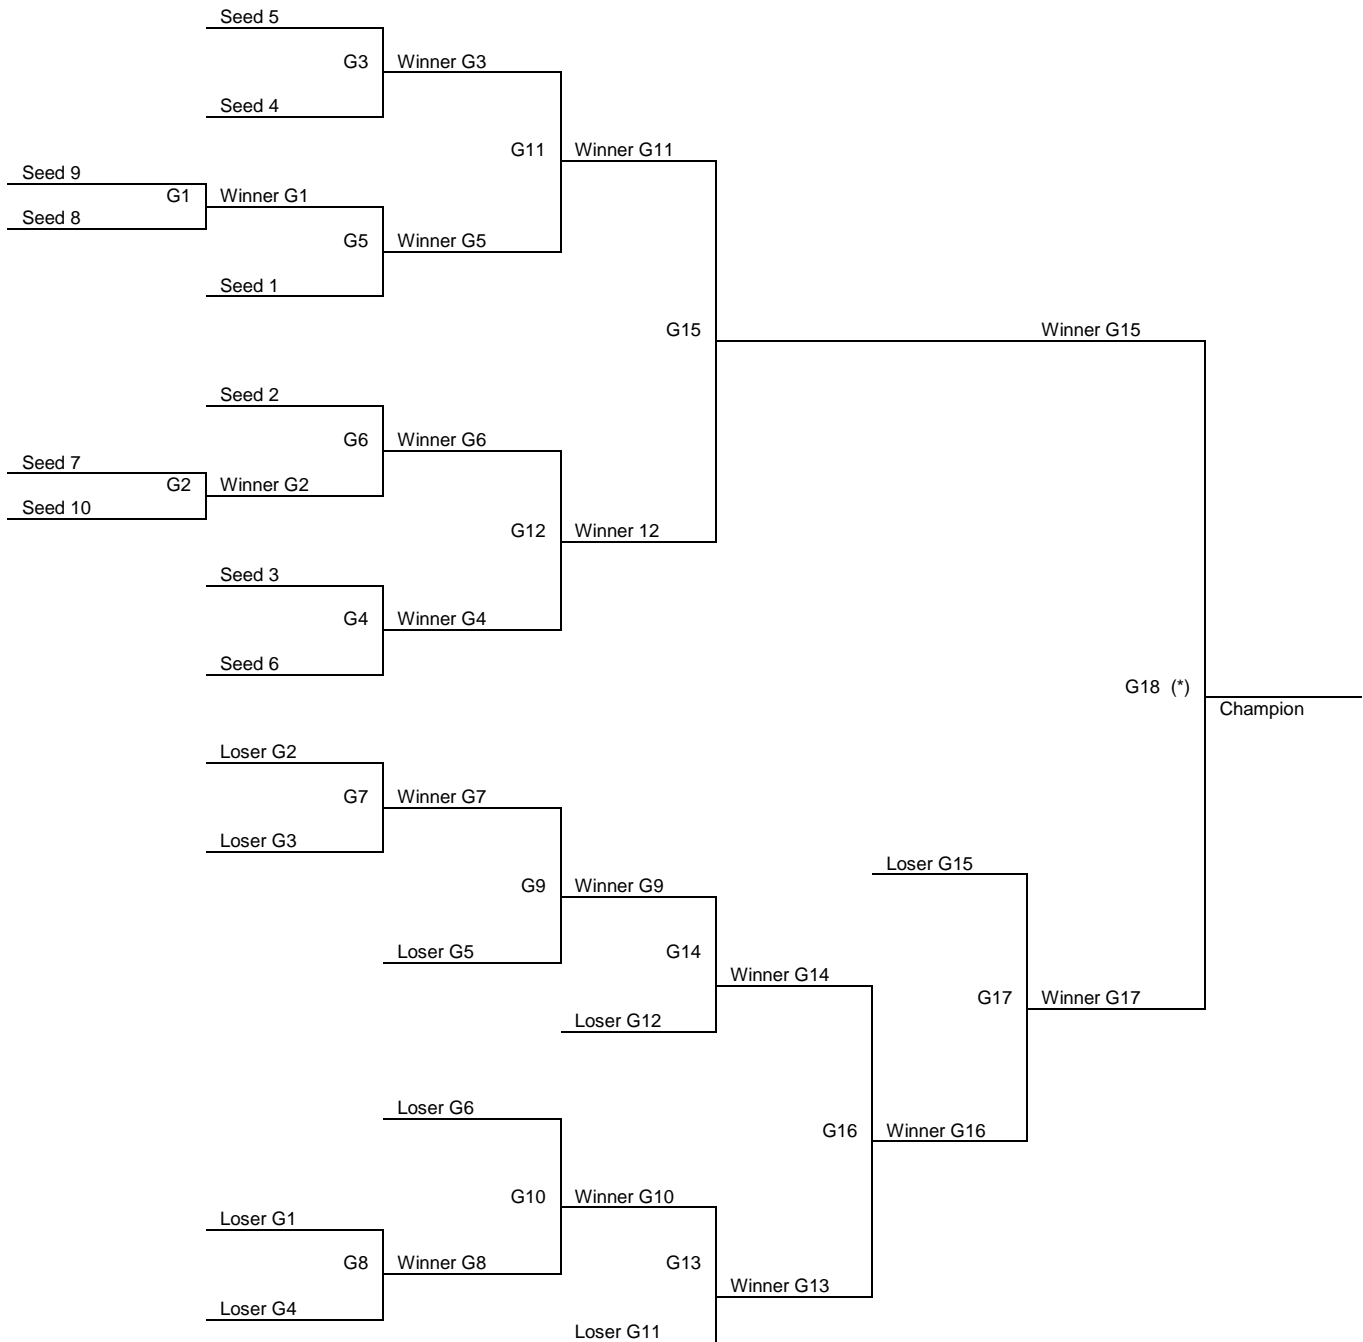 Seed 5
G3 Winner G3
Seed 4
G11 Winner G11
Seed 9
G1 Winner G1
Seed 8
G5 Winner G5
Seed 1
G15 Winner G15
Seed 2
G6 Winner G6
Seed 7
G2 Winner G2
Seed 10
G12 Winner 12
Seed 3
G4 Winner G4
Seed 6
G18 (*)
Champion
Loser G2
G7 Winner G7
Loser G3
Loser G15
G9 Winner G9
Loser G5
G14
Winner G14
G17 Winner G17
Loser G12
Loser G6
G16 Winner G16
G10 Winner G10
Loser G1
G8 Winner G8
G13
Winner G13
Loser G4
Loser G11